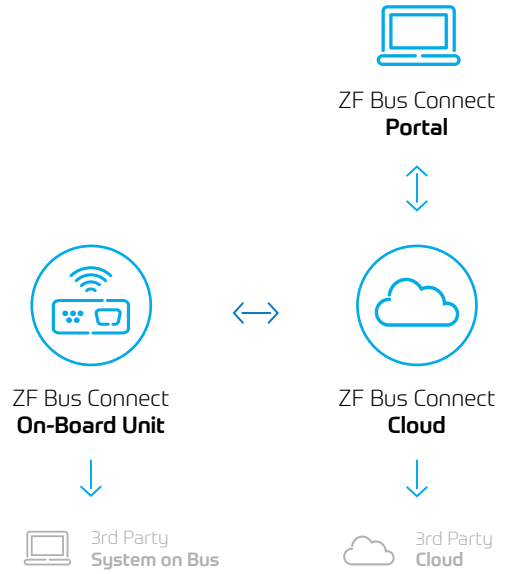 ZF Bus Connect
Portal
ZF Bus Connect
On-Board Unit
ZF Bus Connect
Cloud
3rd Party
System on Bus
3rd Party
Cloud